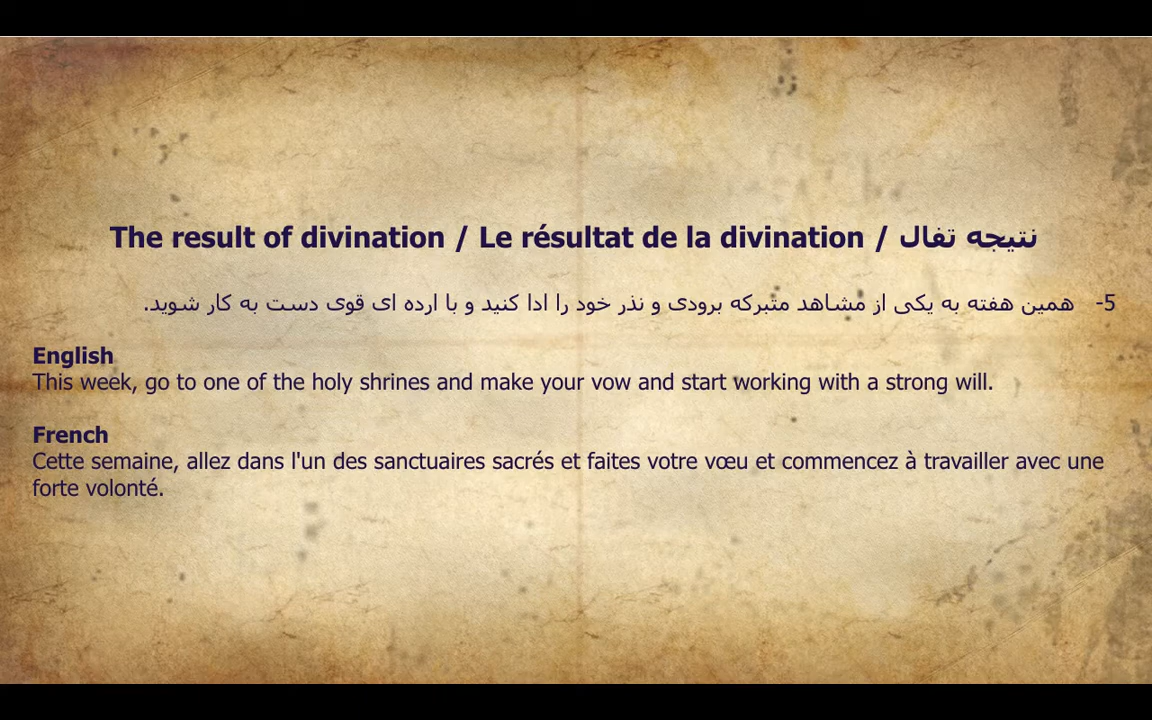 The result of divination / Le résultat de la divination / نتیجه تفال
5- همین هفته به یکی از مشاهد متبرکه برودی و نذر خود را ادا کنید و با ارده ای قوی دست به کار شوید.
English
This week, go to one of the holy shrines and make your vow and start working with a strong will.
French
Cette semaine, allez dans l'un des sanctuaires sacrés et faites votre vœu et commencez à travailler avec une
forte volonté.